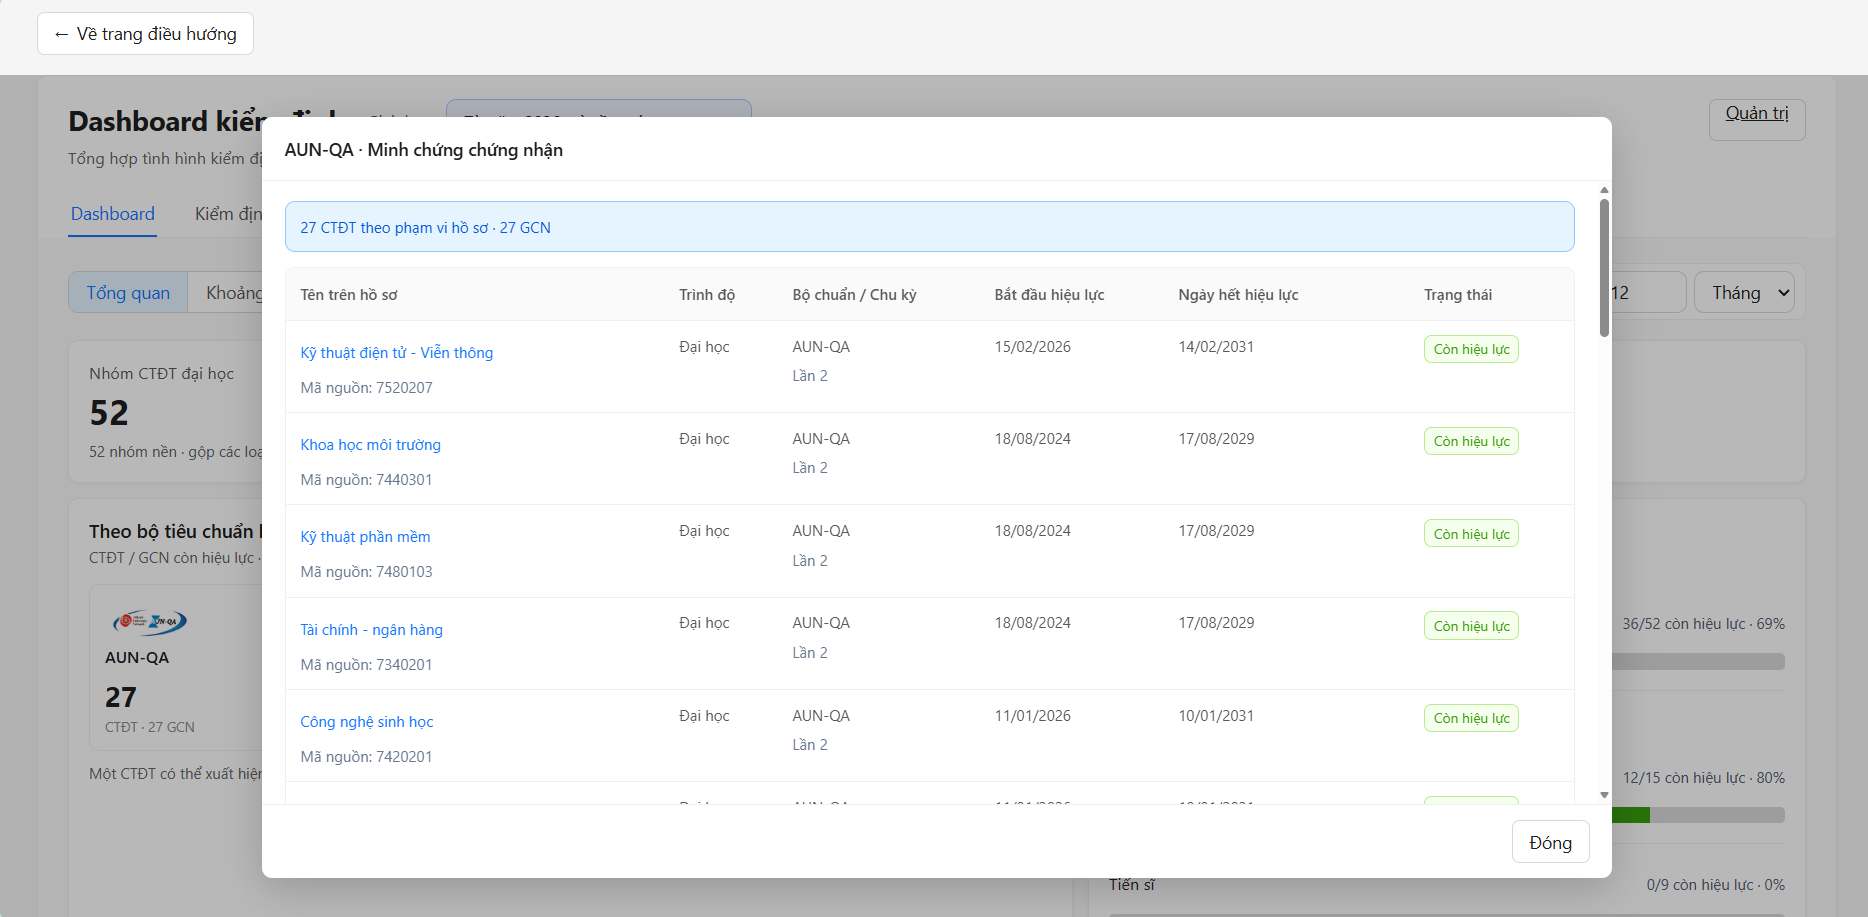 ← Về trang điều hướng
Dashboard kiểm định
Quản trị
Tổng hợp tình hình kiểm
Dashboard
Kiểm
Tổng quan
Khoảng
12
Tháng
Nhóm CTĐT đại học
52
52 nhóm nền · gộp các
Theo bộ tiêu chuẩn
CTĐT / GCN còn hiệu lực ·
AUN-QA
27
CTĐT · 27 GCN
Một CTĐT có thể xuất
AUN-QA · Minh chứng chứng nhận
27 CTĐT theo phạm vi hồ sơ · 27 GCN
Tên trên hồ sơ Trình độ Bộ chuẩn / Chu kỳ Bắt đầu hiệu lực Ngày hết hiệu lực Trạng thái
Kỹ thuật điện tử - Viễn thông Đại học AUN-QA 15/02/2026 14/02/2031 Còn hiệu lực
Mã nguồn: 7520207 Lần 2
Khoa học môi trường Đại học AUN-QA 18/08/2024 17/08/2029 Còn hiệu lực
Mã nguồn: 7440301 Lần 2
Kỹ thuật phần mềm Đại học AUN-QA 18/08/2024 17/08/2029 Còn hiệu lực
Mã nguồn: 7480103 Lần 2
Tài chính - ngân hàng Đại học AUN-QA 18/08/2024 17/08/2029 Còn hiệu lực
Mã nguồn: 7340201 Lần 2
Công nghệ sinh học Đại học AUN-QA 11/01/2026 10/01/2031 Còn hiệu lực
Mã nguồn: 7420201 Lần 2
Đóng
36/52 còn hiệu lực · 69%
12/15 còn hiệu lực · 80%
Tiến sĩ 0/9 còn hiệu lực · 0%